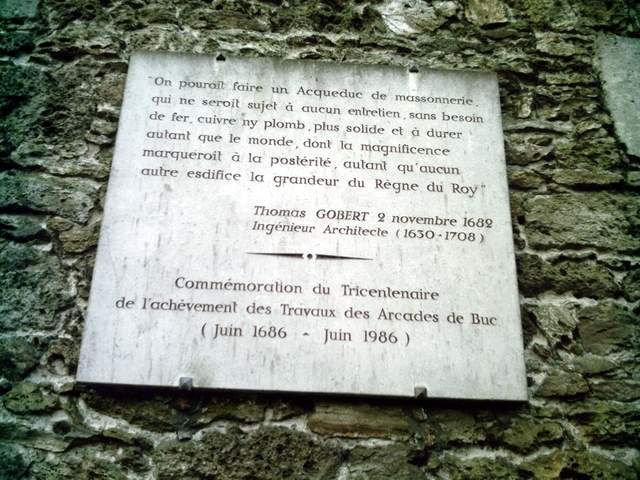 "On pouroît faire un Acqueduc de massonnerie
qui ne seroît sujet à aucun entretien, sans besoin
de fer, cuivre ny plomb, plus solide et à durer
autant que le monde, dont la magnificence
marqueroît à la postérité, autant qu'aucun
autre esdifice la grandeur du Règne du Roy"
Thomas GOBERT 2 novembre 1682
Ingénieur Architecte (1630-1708)
Commémoration du Tricentenaire
de l'achèvement des Travaux des Arcades de Buc
( Juin 1686 - Juin 1986 )